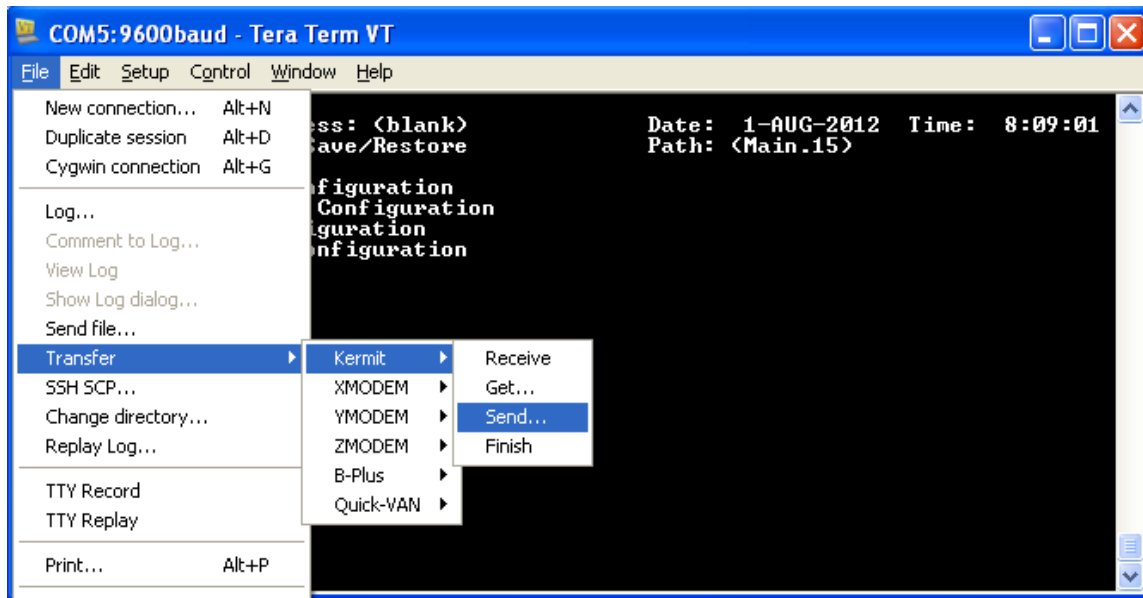 COM5:9600baud - Tera Term VT
File Edit Setup Control Window Help
New connection... Alt+N
Duplicate session Alt+D
Cygwin connection Alt+G
Log...
Comment to Log...
View Log
Show Log dialog...
Send file...
Transfer
SSH SCP...
Change directory...
Replay Log...
TTY Record
TTY Replay
Print... Alt+P
Kermit
XMODEM
YMODEM
ZMODEM
B-Plus
Quick-VAN
Receive
Get...
Send...
Finish
ess: (blank) Date: 1-AUG-2012 Time: 8:09:01
Save/Restore Path: (Main.15)
figuration
Configuration
iguration
nfiguration